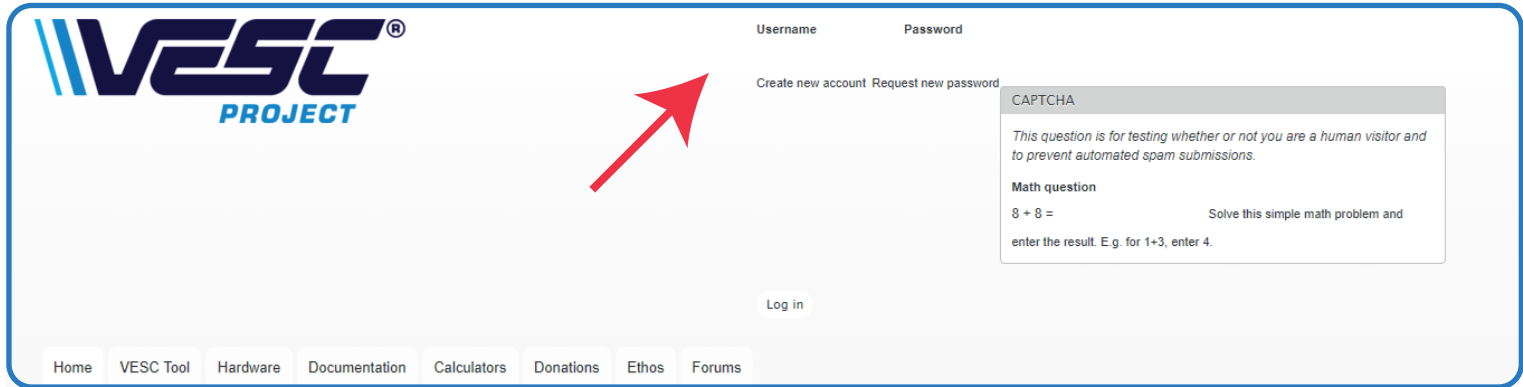 VESC®
PROJECT
Username Password
Create new account Request new password
CAPTCHA
This question is for testing whether or not you are a human visitor and
to prevent automated spam submissions.
Math question
8 + 8 = Solve this simple math problem and
enter the result. E.g. for 1+3, enter 4.
Log in
Home VESC Tool Hardware Documentation Calculators Donations Ethos Forums